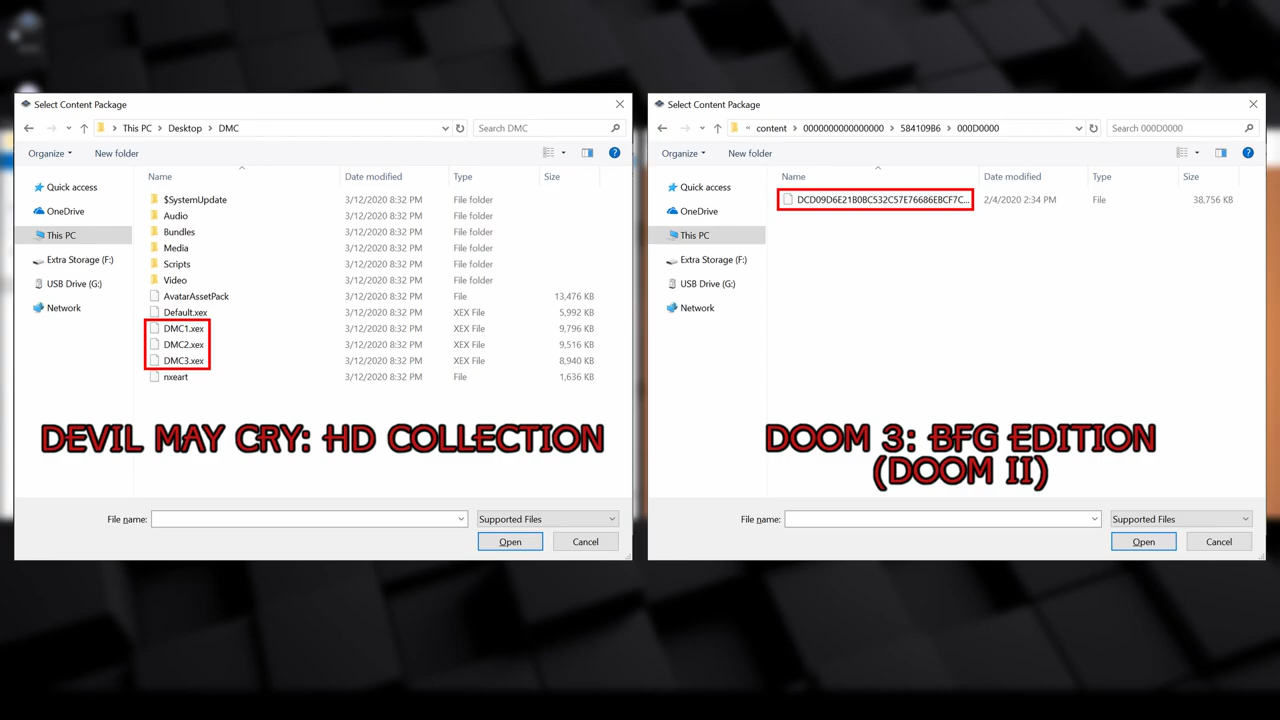 Select Content Package
This PC > Desktop > DMC
Search DMC
Organize
New folder
Name
Date modified
Type
Size
Quick access
OneDrive
This PC
Extra Storage (F:)
USB Drive (G:)
Network
$SystemUpdate 3/12/2020 8:32 PM File folder
Audio 3/12/2020 8:32 PM File folder
Bundles 3/12/2020 8:32 PM File folder
Media 3/12/2020 8:32 PM File folder
Scripts 3/12/2020 8:32 PM File folder
Video 3/12/2020 8:32 PM File folder
AvatarAssetPack 3/12/2020 8:32 PM File 13,476 KB
Default.xex 3/12/2020 8:32 PM XEX File 5,992 KB
DMC1.xex 3/12/2020 8:32 PM XEX File 9,796 KB
DMC2.xex 3/12/2020 8:32 PM XEX File 9,516 KB
DMC3.xex 3/12/2020 8:32 PM XEX File 8,940 KB
nxeart 3/12/2020 8:32 PM File 1,636 KB
DEVIL MAY CRY: HD COLLECTION
File name:
Supported Files
Open
Cancel
Select Content Package
« content > 0000000000000000 > 584109B6 > 000D0000
Search 000D0000
Organize
New folder
Name
Date modified
Type
Size
Quick access
OneDrive
This PC
Extra Storage (F:)
USB Drive (G:)
Network
DCD09D6E21B0BC532C57E76686EBCF7C... 2/4/2020 2:34 PM File 38,756 KB
DOOM 3: BFG EDITION
(DOOM II)
File name:
Supported Files
Open
Cancel